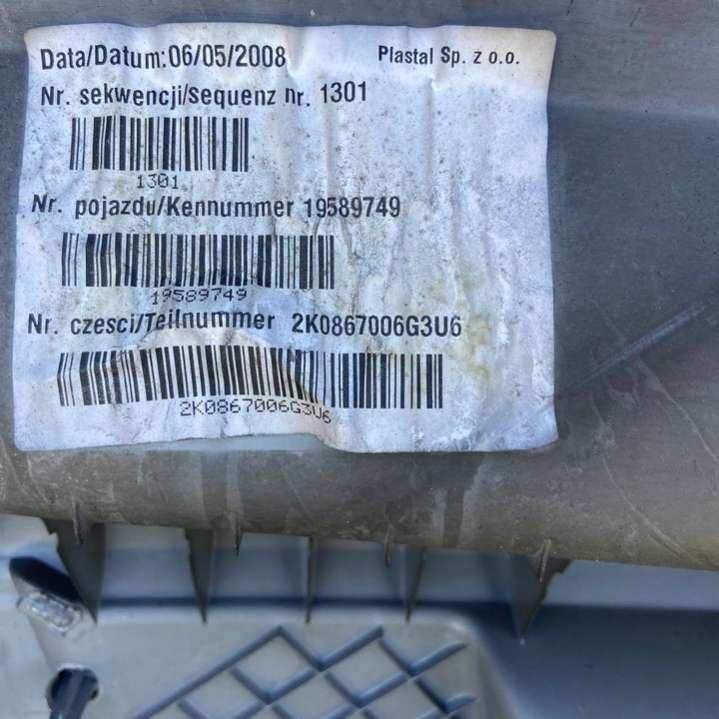 Data/Datum:06/05/2008 Plastal Sp. z o.o.
Nr. sekwencji/sequenz nr. 1301
1301
Nr. pojazdu/Kennummer 19589749
19589749
Nr. czesci/Teilnummer 2K0867006G3U6
2K0867006G3U6